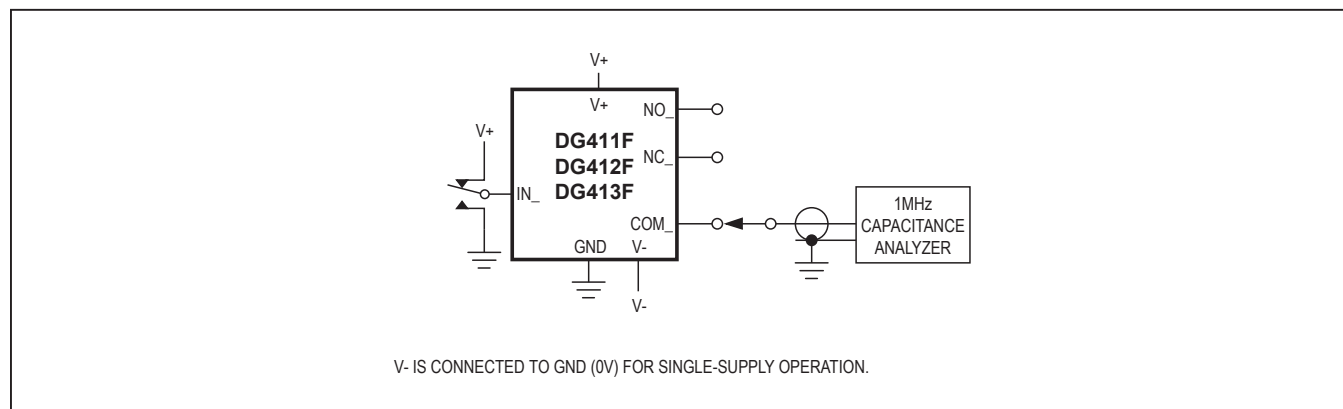 V+
V+
NO_
V+
DG411F
DG412F
DG413F
NC_
IN_
COM_
1MHz
CAPACITANCE
ANALYZER
GND
V-
V-
V- IS CONNECTED TO GND (0V) FOR SINGLE-SUPPLY OPERATION.